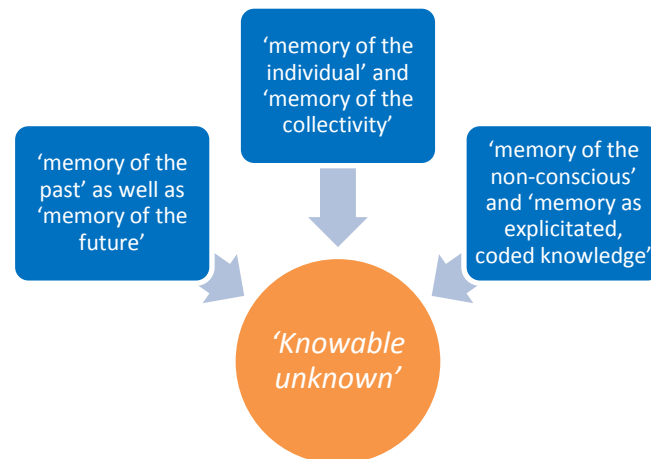 ‘memory of the
individual’ and
‘memory of the
collectivity’
‘memory of the
past’ as well as
‘memory of the
future’
‘memory of the
non-conscious’
and ‘memory as
explicitated,
coded knowledge’
‘Knowable
unknown’